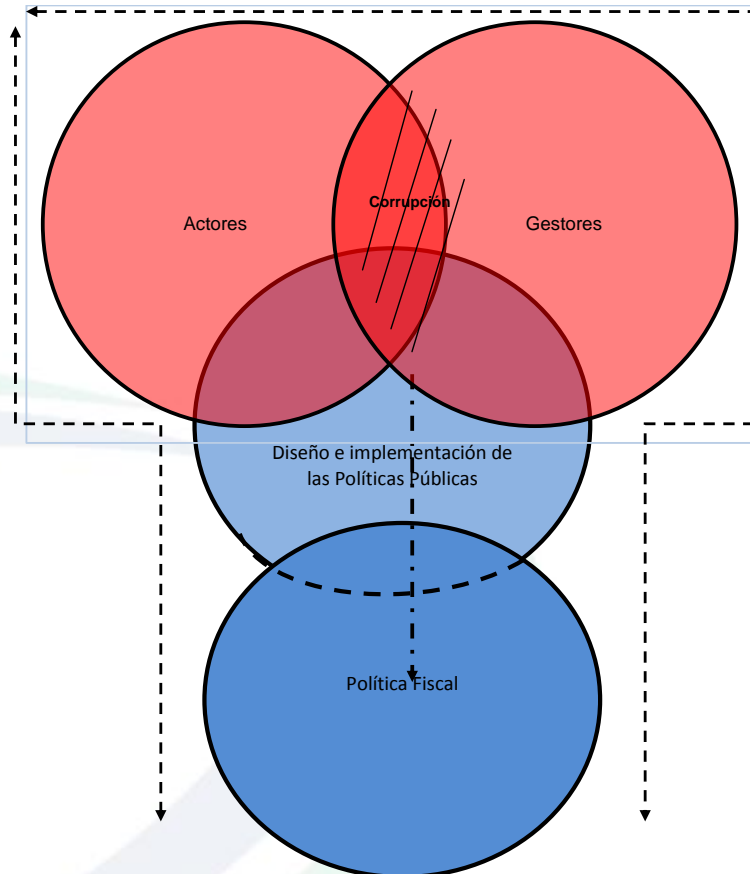 Corrupción
Actores
Gestores
Diseño e implementación de
las Políticas Públicas
Política Fiscal